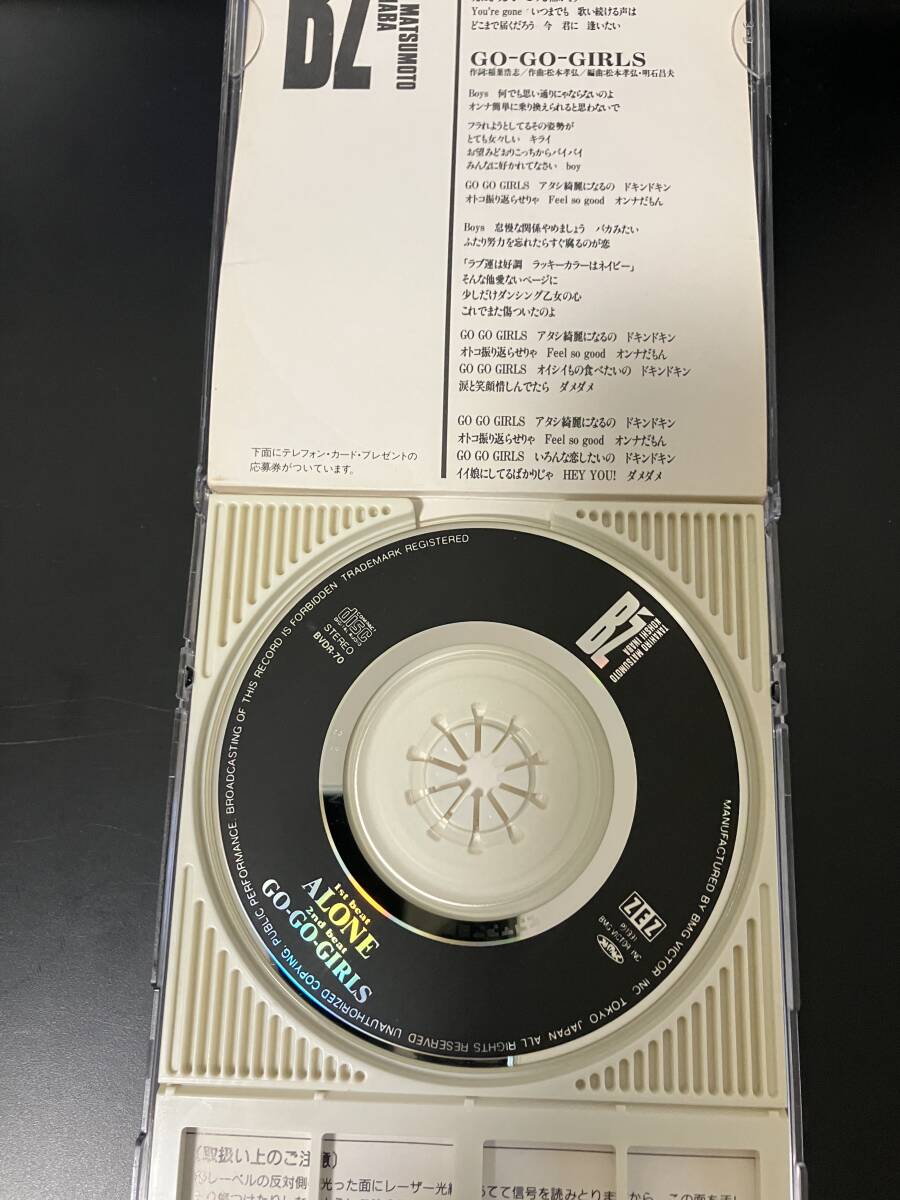 B'z
MATSUMOTO
INABA
You're gone いつまでも 歌い続ける声は
どこまで届くだろう 今 君に 逢いたい
GO-GO-GIRLS
作詞:稲葉浩志/作曲:松本孝弘/編曲:松本孝弘・明石昌夫
Boys 何でも思い通りにゃならないのよ
オンナ簡単に乗り換えられると思わないで
フラれようとしてるその姿勢が
とても女々しい キライ
お望みどおりこっちからバイバイ
みんなに好かれてなさい boy
GO GO GIRLS アタシ綺麗になるの ドキンドキン
オトコ振り返らせりゃ Feel so good オンナだもん
Boys 怠慢な関係やめましょう バカみたい
ふたり努力を忘れたらすぐ腐るのが恋
「ラブ運は好調 ラッキーカラーはネイビー」
そんな他愛ないページに
少しだけダンシング乙女の心
これでまた傷ついたのよ
GO GO GIRLS アタシ綺麗になるの ドキンドキン
オトコ振り返らせりゃ Feel so good オンナだもん
GO GO GIRLS オイシイもの食べたいの ドキンドキン
涙と笑顔惜しんでたら ダメダメ
GO GO GIRLS アタシ綺麗になるの ドキンドキン
オトコ振り返らせりゃ Feel so good オンナだもん
GO GO GIRLS いろんな恋したいの ドキンドキン
イイ娘にしてるばかりじゃ HEY YOU! ダメダメ
下面にテレフォン・カード・プレゼントの
応募券がついています。
B'z
TAKAHIRO MATSUMOTO
KOSHI INABA
COMPACT
disc
DIGITAL AUDIO
STEREO
BVDR-70
1st beat
ALONE
2nd beat
GO-GO-GIRLS
ZEZ
BMG VICTOR INC.
MANUFACTURED BY BMG VICTOR INC. TOKYO JAPAN ALL RIGHTS RESERVED UNAUTHORIZED COPYING, PUBLIC PERFORMANCE, BROADCASTING OF THIS RECORD IS FORBIDDEN TRADEMARK REGISTERED
(取扱い上のご注意)
レーベルの反対側 光った面にレーザー光線 あてて信号を読みとりま から、この面を手